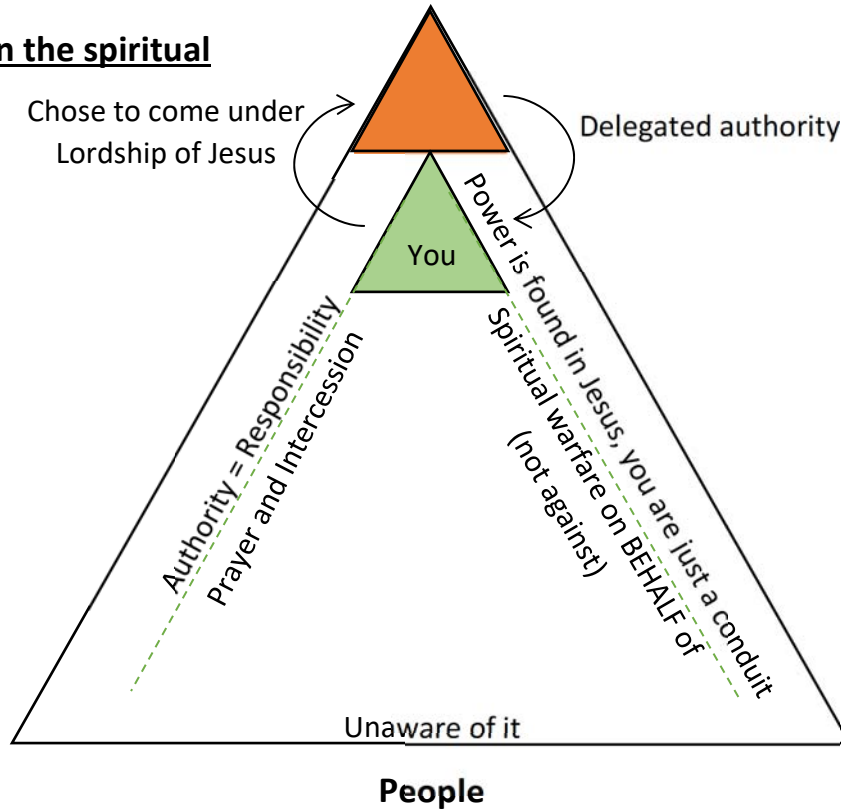 n the spiritual
Chose to come under
Lordship of Jesus
Delegated authority
You
Power is found in Jesus, you are just a conduit
Authority = Responsibility
Prayer and Intercession
Spiritual warfare on BEHALF of
(not against)
Unaware of it
People